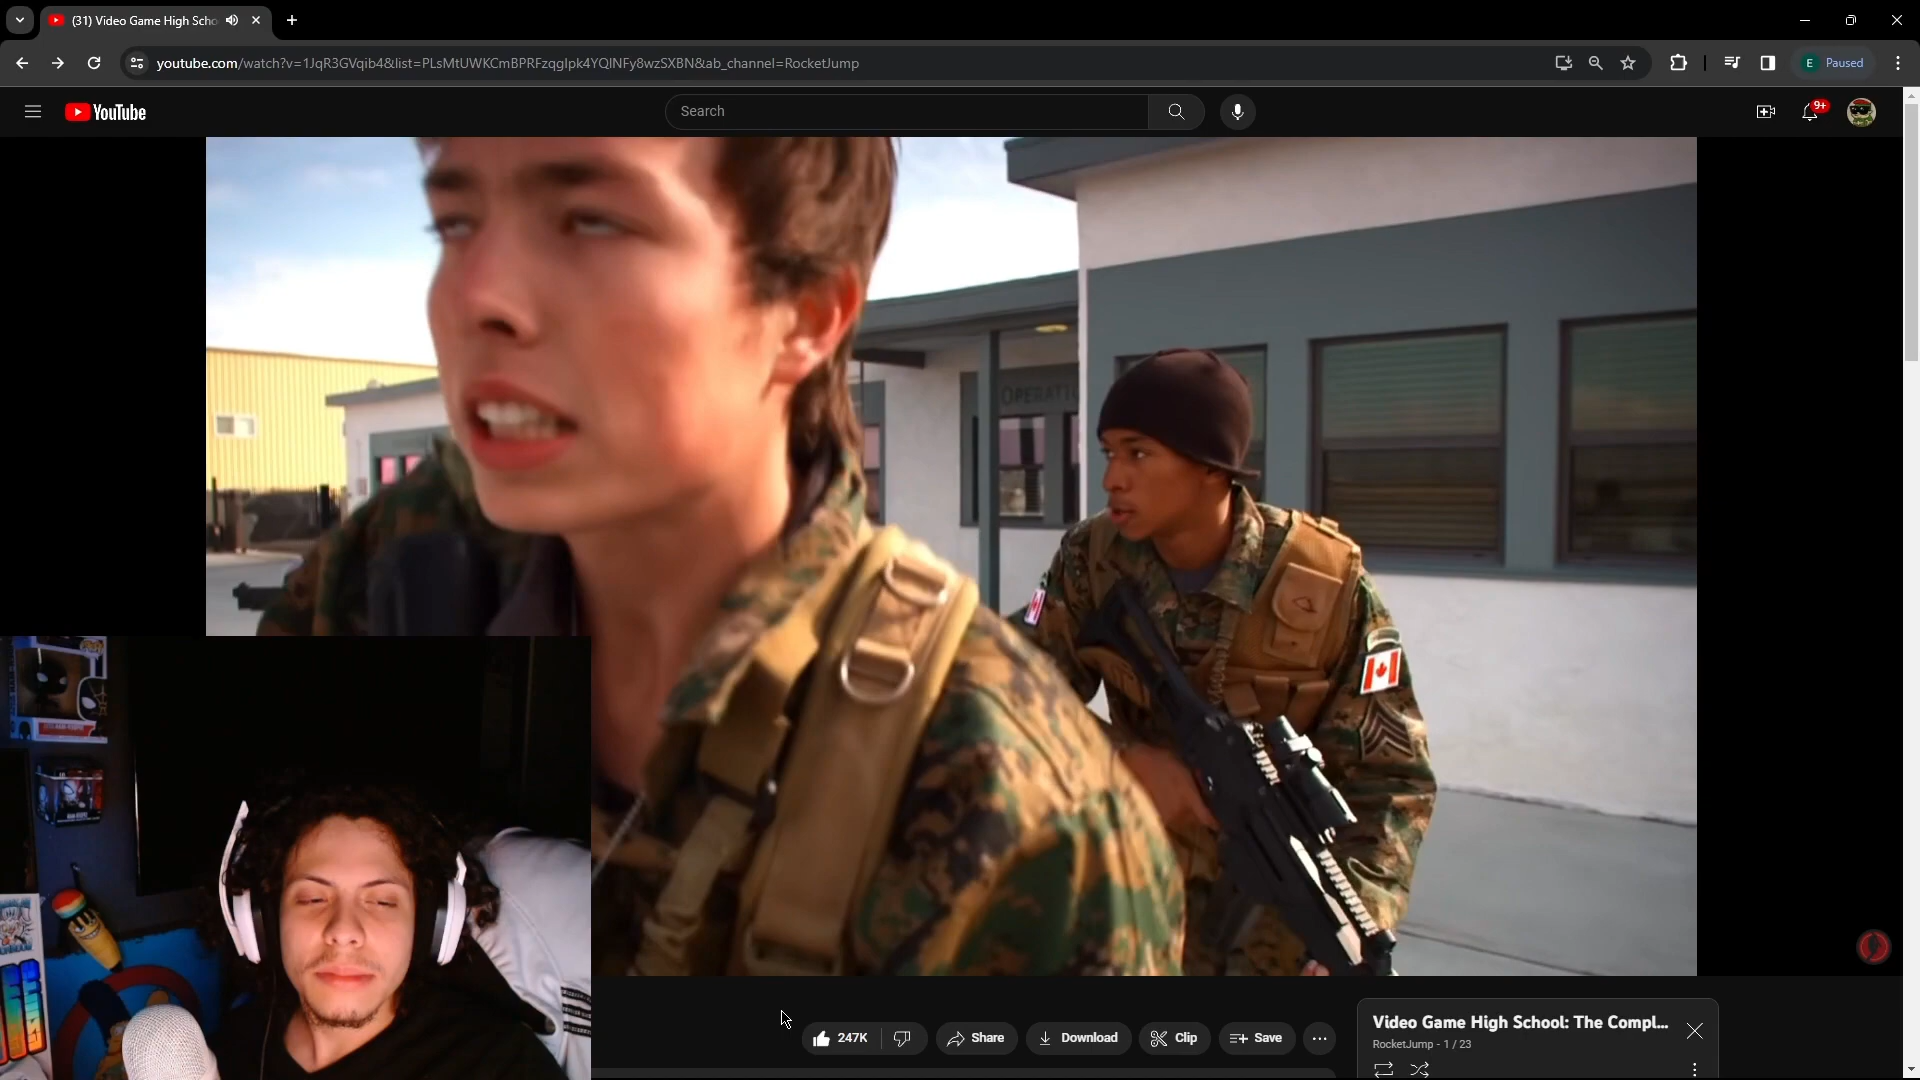 (31) Video Game High Scho
youtube.com/watch?v=1JqR3GVqib4&list=PLsMtUWKCmBPRFzqglpk4YQlNFy8wzSXBN&ab_channel=RocketJump
E Paused
YouTube
Search
9+
OPERATIO
247K
Share
Download
Clip
Save
Video Game High School: The Compl...
RocketJump - 1 / 23